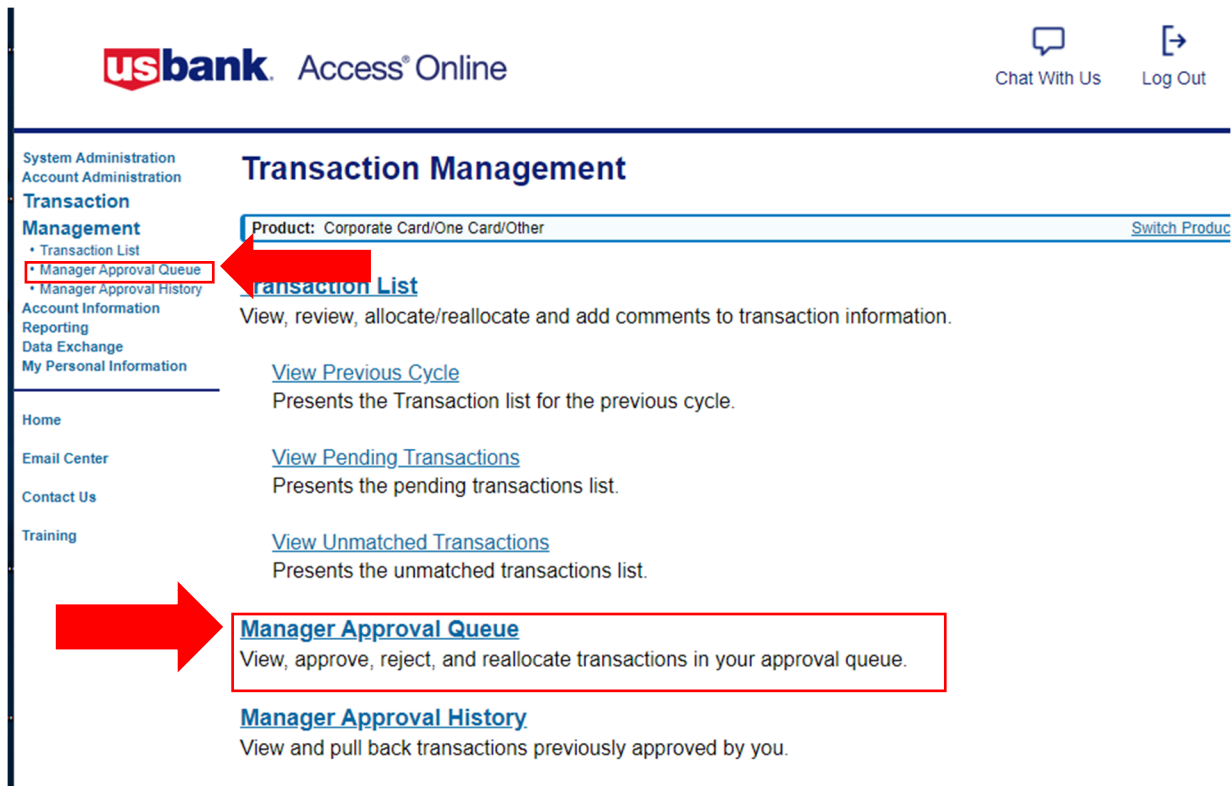 usbank. Access® Online
Chat With Us
Log Out
System Administration
Account Administration
Transaction
Management
• Transaction List
• Manager Approval Queue
• Manager Approval History
Account Information
Reporting
Data Exchange
My Personal Information
Home
Email Center
Contact Us
Training
Transaction Management
Product: Corporate Card/One Card/Other
Switch Produc
Transaction List
View, review, allocate/reallocate and add comments to transaction information.
View Previous Cycle
Presents the Transaction list for the previous cycle.
View Pending Transactions
Presents the pending transactions list.
View Unmatched Transactions
Presents the unmatched transactions list.
Manager Approval Queue
View, approve, reject, and reallocate transactions in your approval queue.
Manager Approval History
View and pull back transactions previously approved by you.